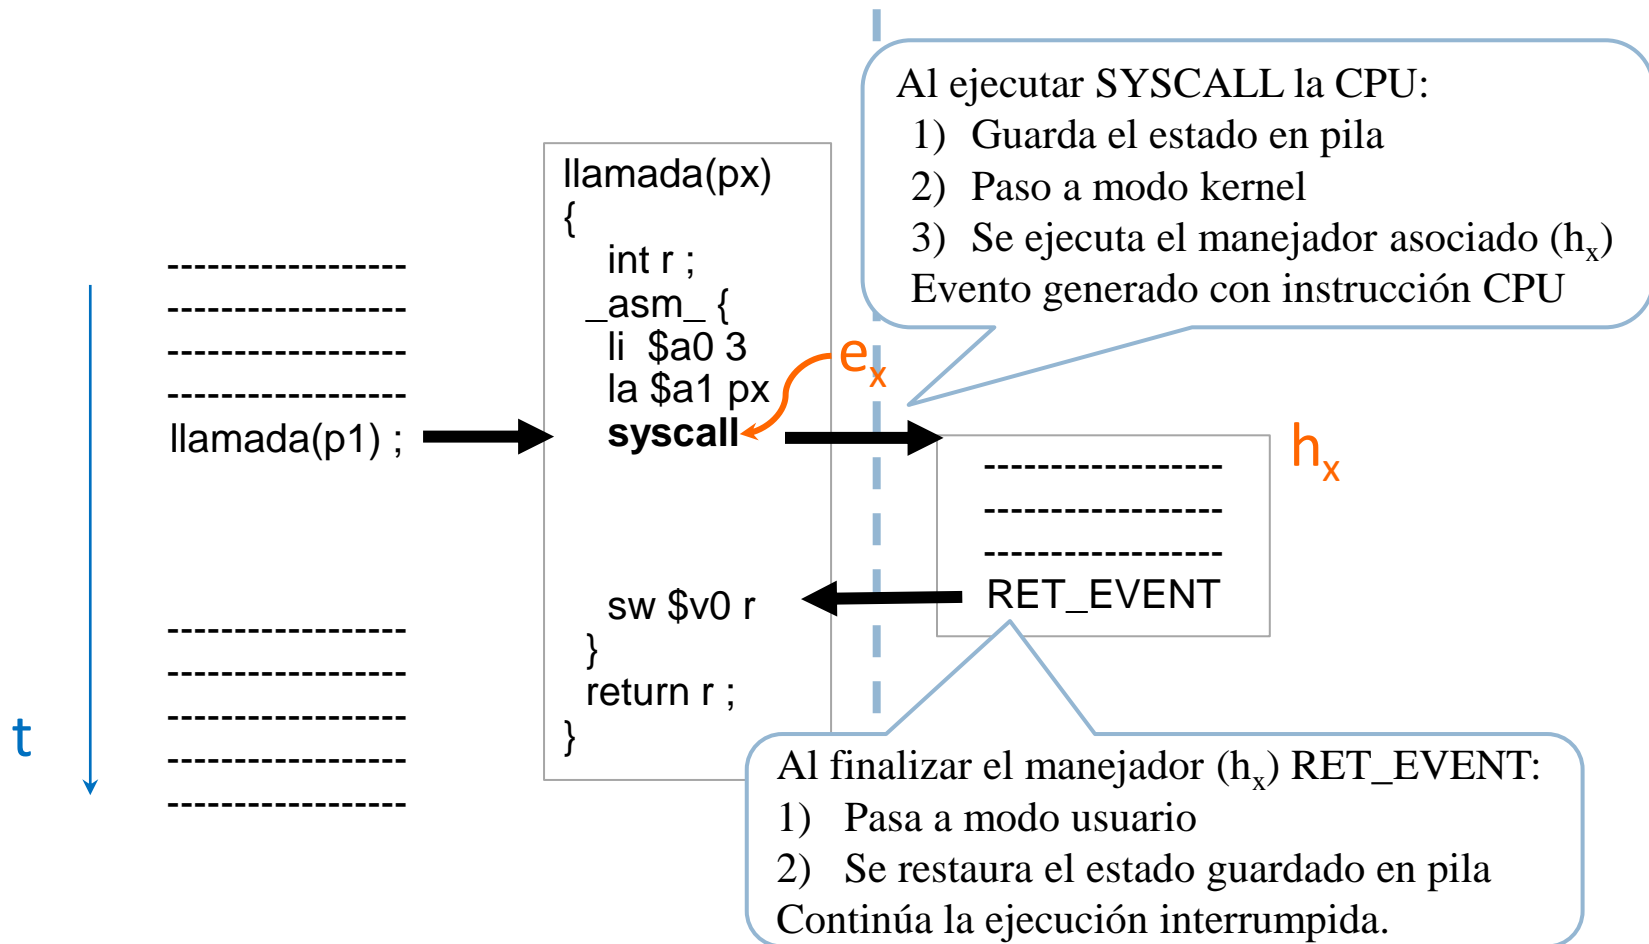 Al ejecutar SYSCALL la CPU:
1) Guarda el estado en pila
2) Paso a modo kernel
3) Se ejecuta el manejador asociado (hx)
Evento generado con instrucción CPU
llamada(p1) ;
t
llamada(px)
{
int r ;
_asm_ {
li $a0 3
la $a1 px
syscall
sw $v0 r
}
return r ;
}
ex
hx
RET_EVENT
Al finalizar el manejador (hx) RET_EVENT:
1) Pasa a modo usuario
2) Se restaura el estado guardado en pila
Continúa la ejecución interrumpida.